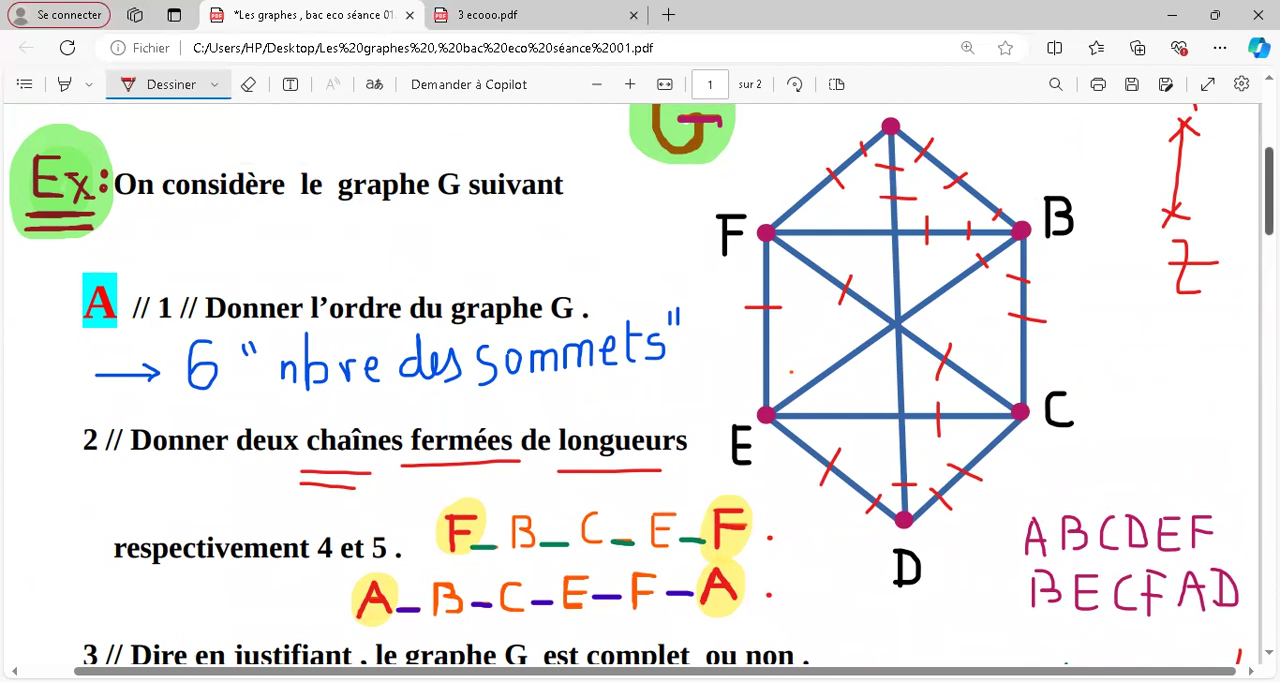 Se connecter
*Les graphes , bac eco séance 01.
3 ecooo.pdf
Fichier
C:/Users/HP/Desktop/Les%20graphes%20,%20bac%20eco%20séance%2001.pdf
Dessiner
Demander à Copilot
1
sur 2
G
Ex: On considère le graphe G suivant
F
B
Z
A // 1 // Donner l’ordre du graphe G .
→ 6 " nbre des sommets"
E
C
2 // Donner deux chaînes fermées de longueurs
respectivement 4 et 5 .
F_B_C_E_F.
A_B_C_E_F_A.
D
ABCDEF
BECFAD
3 // Dire en justifiant , le graphe G est complet ou non .